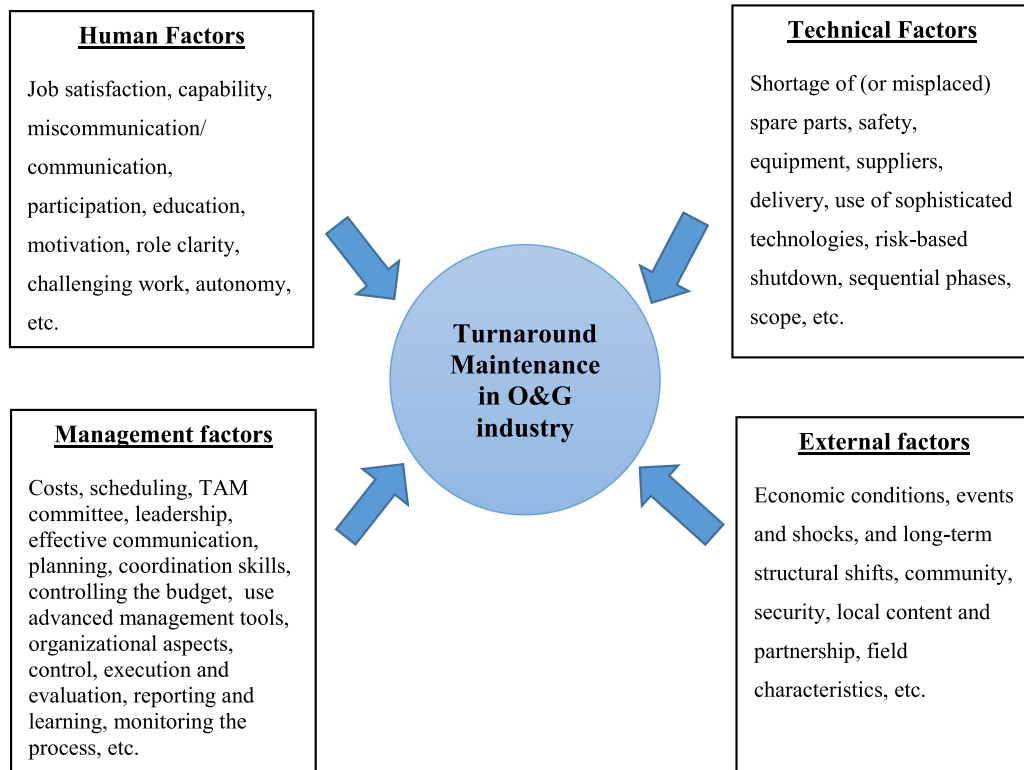 Human Factors
Job satisfaction, capability,
miscommunication/
communication,
participation, education,
motivation, role clarity,
challenging work, autonomy,
etc.
Technical Factors
Shortage of (or misplaced)
spare parts, safety,
equipment, suppliers,
delivery, use of sophisticated
technologies, risk-based
shutdown, sequential phases,
scope, etc.
Turnaround
Maintenance
in O&G
industry
Management factors
Costs, scheduling, TAM
committee, leadership,
effective communication,
planning, coordination skills,
controlling the budget,  use
advanced management tools,
organizational aspects,
control, execution and
evaluation, reporting and
learning, monitoring the
process, etc.
External factors
Economic conditions, events
and shocks, and long-term
structural shifts, community,
security, local content and
partnership, field
characteristics, etc.